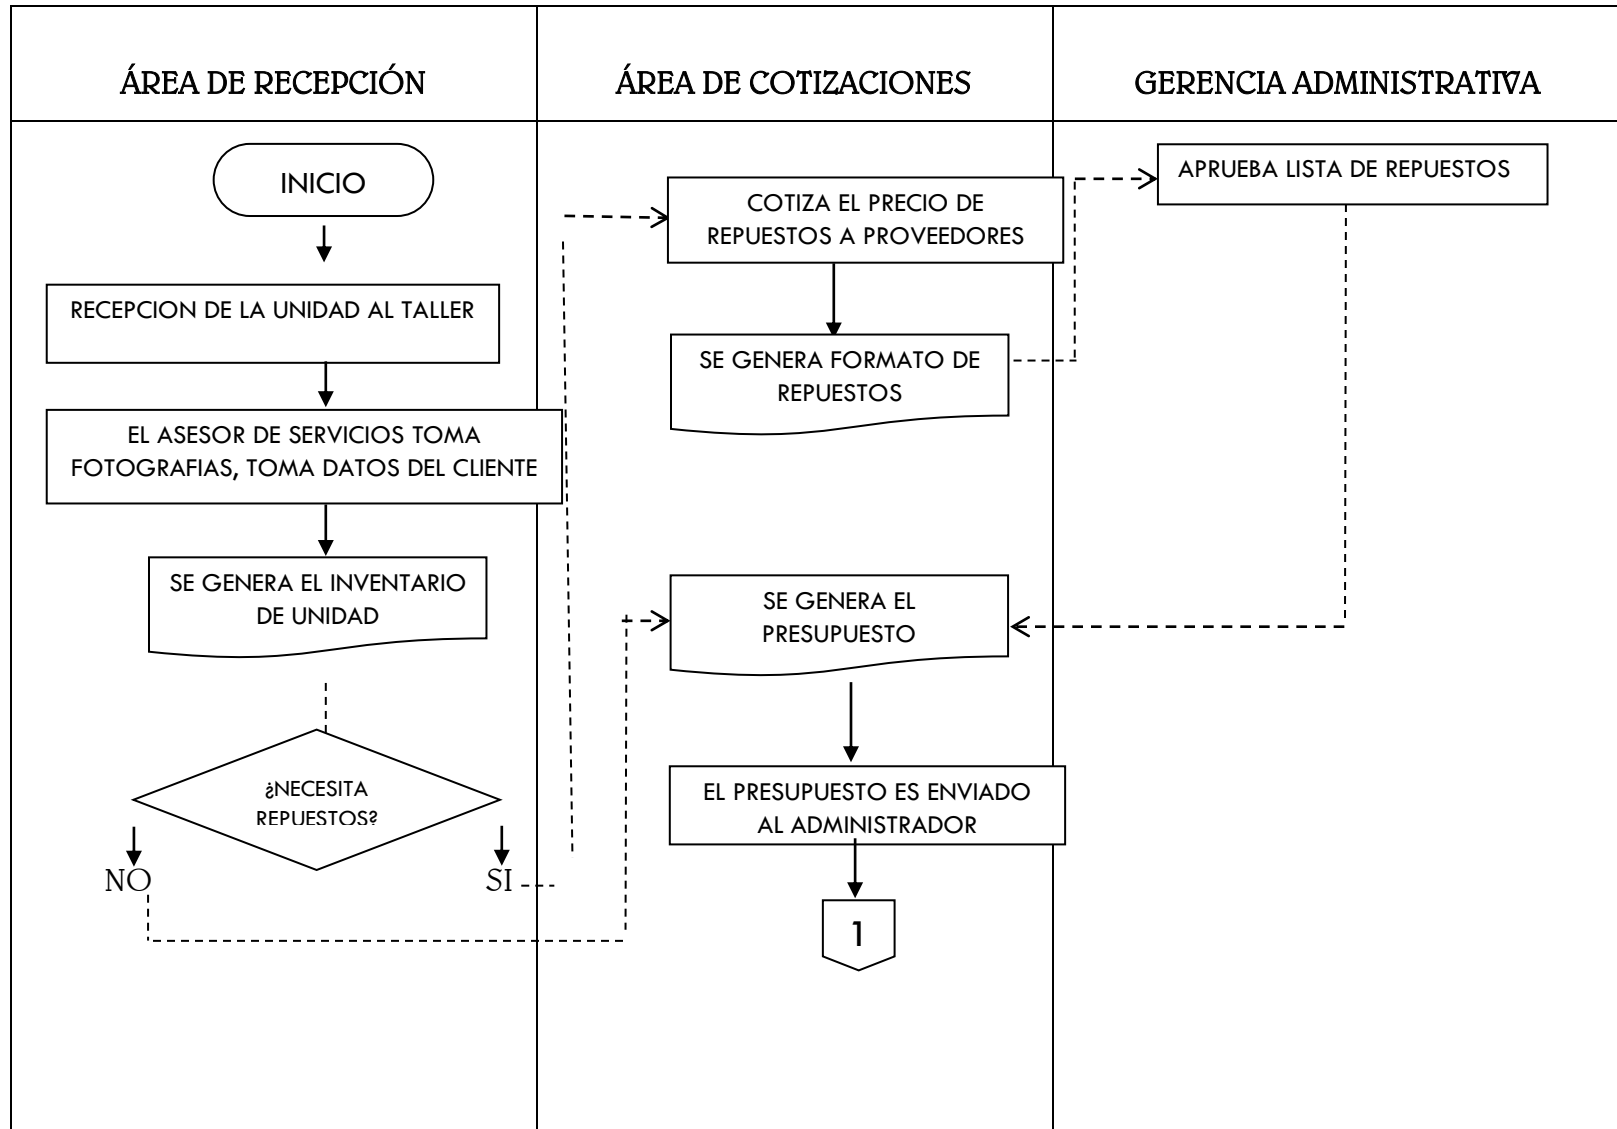 ÁREA DE RECEPCIÓN
ÁREA DE COTIZACIONES
GERENCIA ADMINISTRATIVA
INICIO
RECEPCION DE LA UNIDAD AL TALLER
EL ASESOR DE SERVICIOS TOMA
FOTOGRAFIAS, TOMA DATOS DEL CLIENTE
SE GENERA EL INVENTARIO
DE UNIDAD
¿NECESITA
REPUESTOS?
NO
SI
COTIZA EL PRECIO DE
REPUESTOS A PROVEEDORES
SE GENERA FORMATO DE
REPUESTOS
SE GENERA EL
PRESUPUESTO
EL PRESUPUESTO ES ENVIADO
AL ADMINISTRADOR
1
APRUEBA LISTA DE REPUESTOS